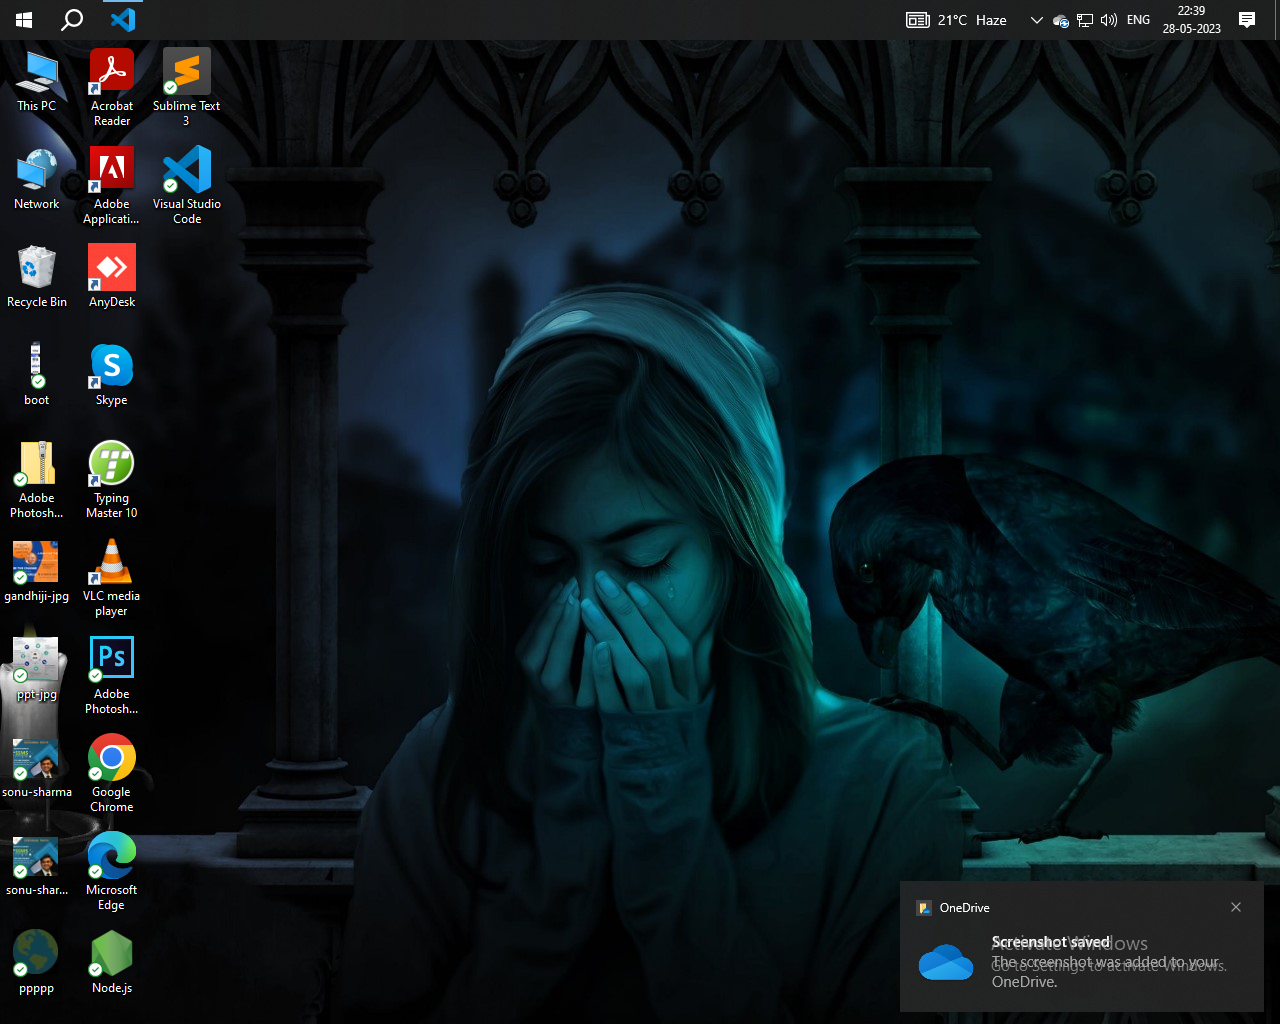 21°C Haze
ENG
22:39
28-05-2023
This PC
Acrobat
Reader
Sublime Text
3
Network
Adobe
Applicati...
Visual Studio
Code
Recycle Bin
AnyDesk
boot
Skype
Adobe
Photosh...
Typing
Master 10
gandhiji-jpg
VLC media
player
ppt-jpg
Ps
Adobe
Photosh...
sonu-sharma
Google
Chrome
sonu-shar...
Microsoft
Edge
ppppp
Node.js
OneDrive
Screenshot saved
The screenshot was added to your
OneDrive.
Activate Windows
Go to Settings to activate Windows.